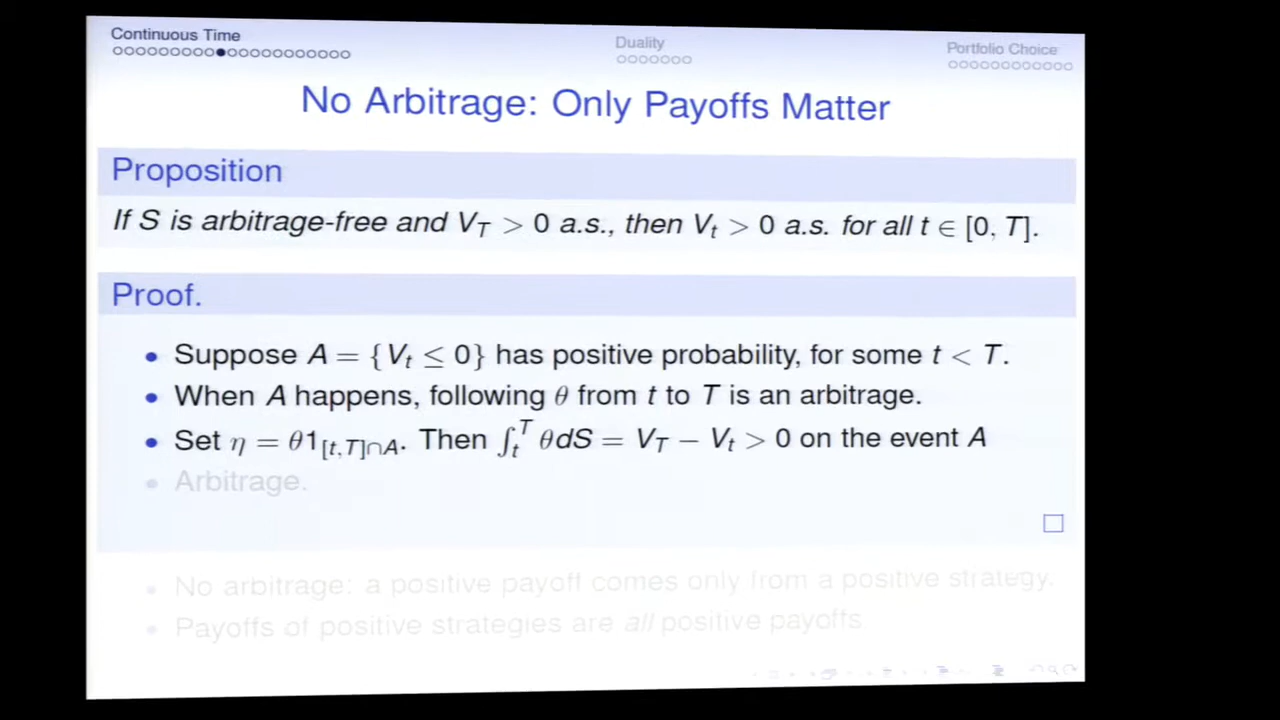 Continuous Time
Duality
Portfolio Choice
No Arbitrage: Only Payoffs Matter
Proposition
If S is arbitrage-free and V_T > 0 a.s., then V_t > 0 a.s. for all t ∈ [0, T].
Proof.
• Suppose A = {V_t ≤ 0} has positive probability, for some t < T.
• When A happens, following θ from t to T is an arbitrage.
• Set η = θ1_{[t,T]∩A}. Then ∫_t^T θdS = V_T − V_t > 0 on the event A
• Arbitrage.
• No arbitrage: a positive payoff comes only from a positive strategy.
• Payoffs of positive strategies are all positive payoffs